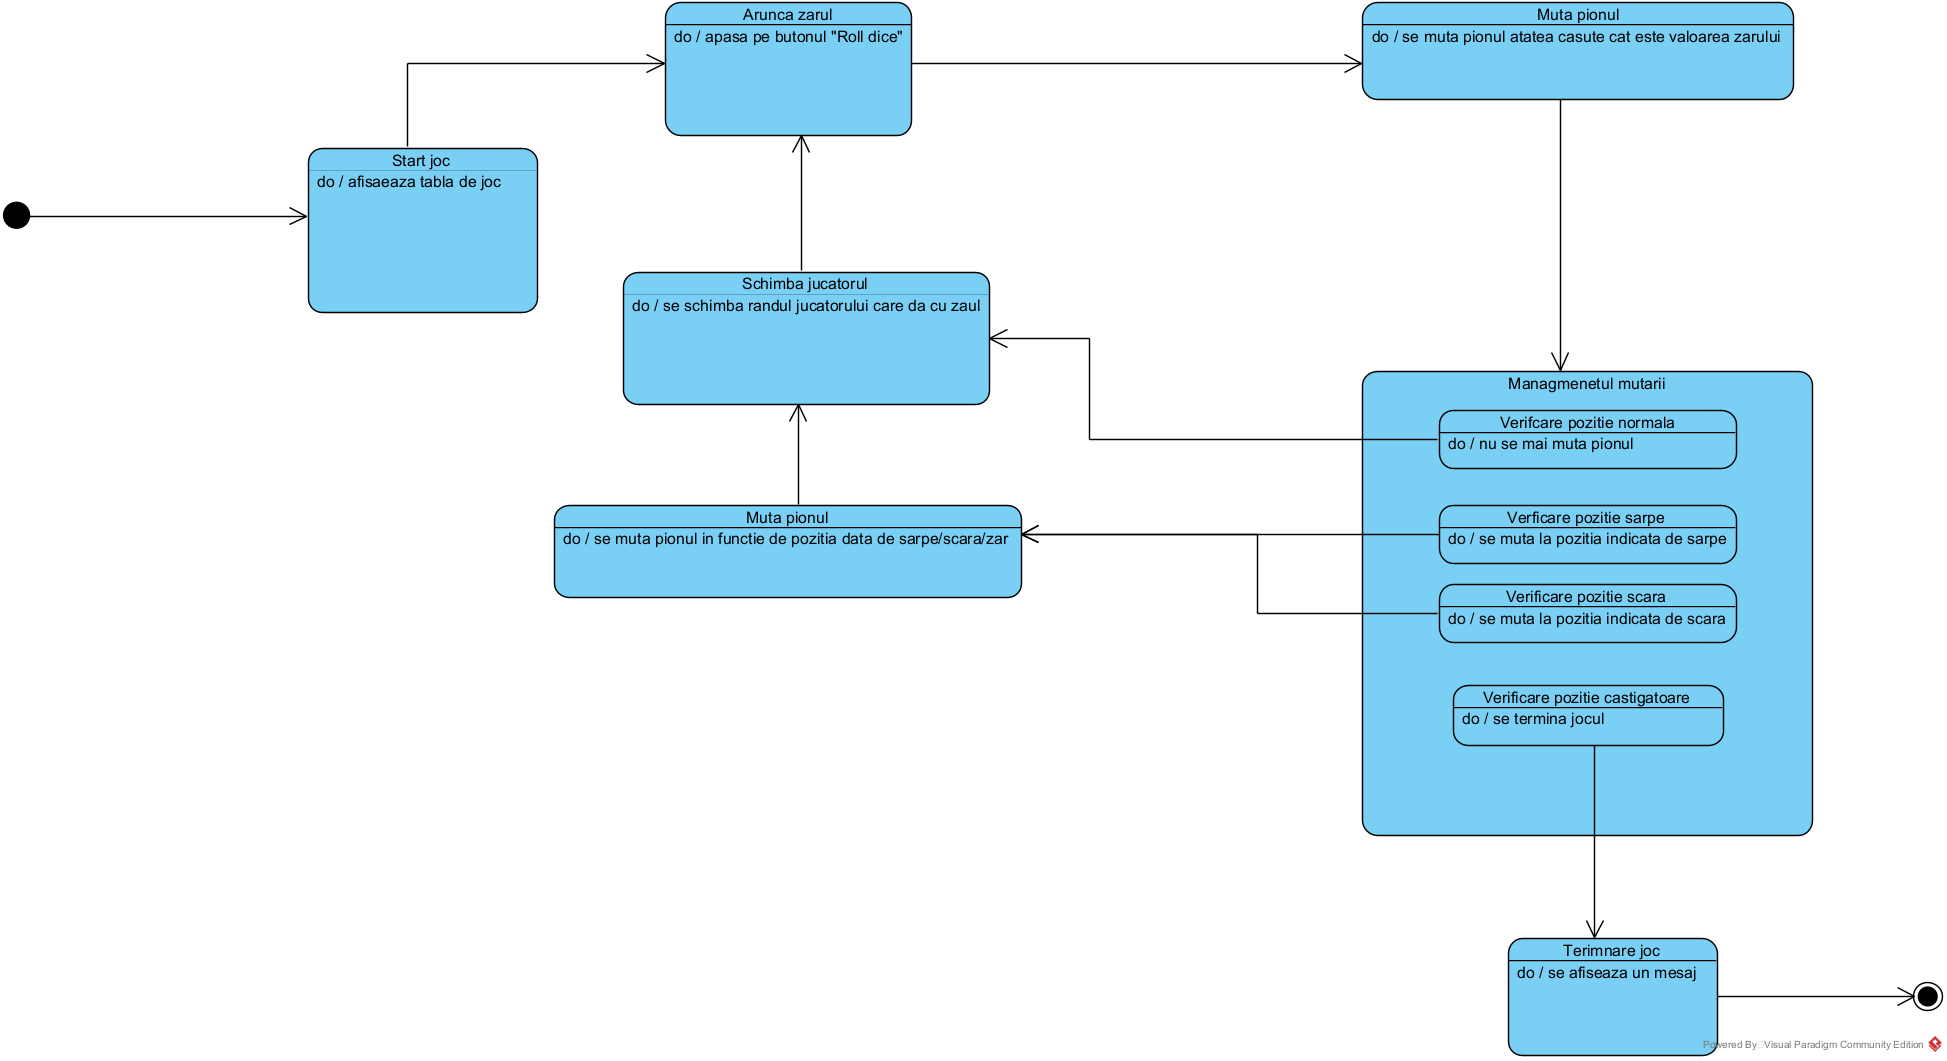 Arunca zarul
do / apasa pe butonul "Roll dice"
Muta pionul
do / se muta pionul atatea casute cat este valoarea zarului
Start joc
do / afisaeaza tabla de joc
Schimba jucatorul
do / se schimba randul jucatorului care da cu zaul
Managmenetul mutarii
Verifcare pozitie normala
do / nu se mai muta pionul
Muta pionul
do / se muta pionul in functie de pozitia data de sarpe/scara/zar
Verficare pozitie sarpe
do / se muta la pozitia indicata de sarpe
Verificare pozitie scara
do / se muta la pozitia indicata de scara
Verificare pozitie castigatoare
do / se termina jocul
Terimnare joc
do / se afiseaza un mesaj
Powered By Visual Paradigm Community Edition